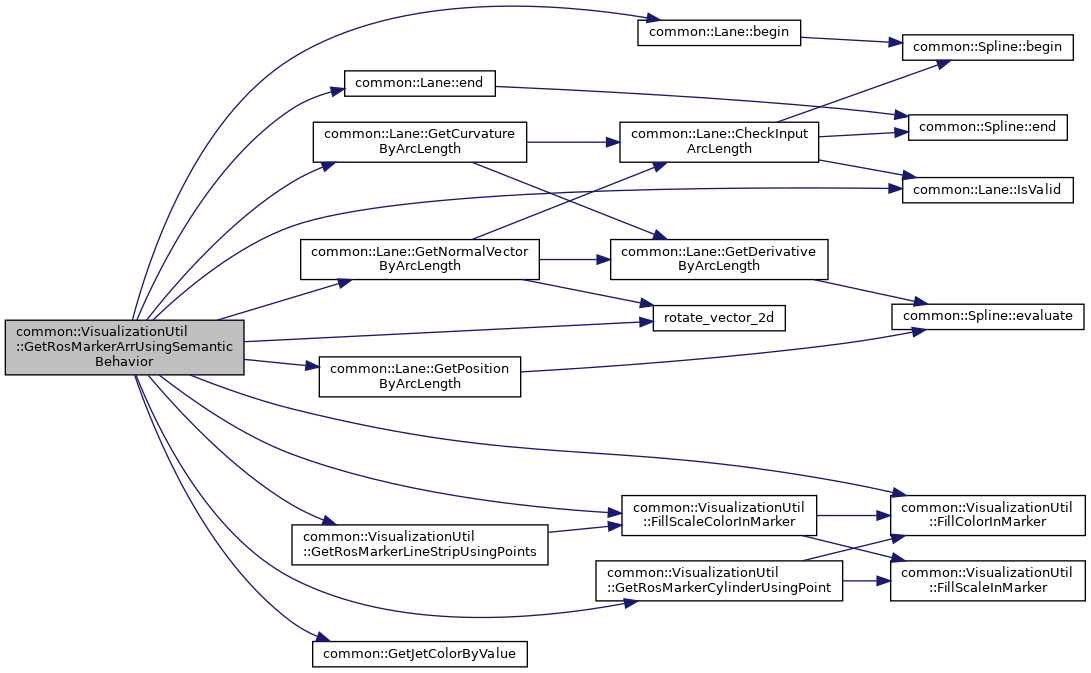 common::Lane::begin
common::Spline::begin
common::Lane::end
common::Spline::end
common::Lane::GetCurvature
ByArcLength
common::Lane::CheckInput
ArcLength
common::Lane::IsValid
common::Lane::GetNormalVector
ByArcLength
common::Lane::GetDerivative
ByArcLength
rotate_vector_2d
common::Spline::evaluate
common::VisualizationUtil
::GetRosMarkerArrUsingSemantic
Behavior
common::Lane::GetPosition
ByArcLength
common::VisualizationUtil
::FillScaleColorInMarker
common::VisualizationUtil
::FillColorInMarker
common::VisualizationUtil
::GetRosMarkerLineStripUsingPoints
common::VisualizationUtil
::GetRosMarkerCylinderUsingPoint
common::VisualizationUtil
::FillScaleInMarker
common::GetJetColorByValue